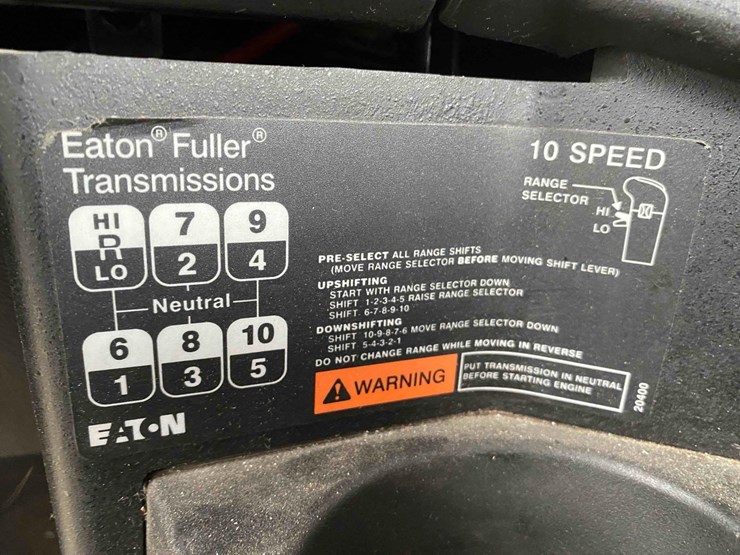 Eaton® Fuller®
Transmissions
10 SPEED
RANGE
SELECTOR
HI
LO
HI
R
LO
7
2
9
4
Neutral
6
1
8
3
10
5
PRE-SELECT ALL RANGE SHIFTS
(MOVE RANGE SELECTOR BEFORE MOVING SHIFT LEVER)
UPSHIFTING
START WITH RANGE SELECTOR DOWN
SHIFT 1-2-3-4-5 RAISE RANGE SELECTOR
SHIFT. 6-7-8-9-10
DOWNSHIFTING
SHIFT 10-9-8-7-6 MOVE RANGE SELECTOR DOWN
SHIFT 5-4-3-2-1
DO NOT CHANGE RANGE WHILE MOVING IN REVERSE
WARNING
PUT TRANSMISSION IN NEUTRAL
BEFORE STARTING ENGINE
20400
EATON